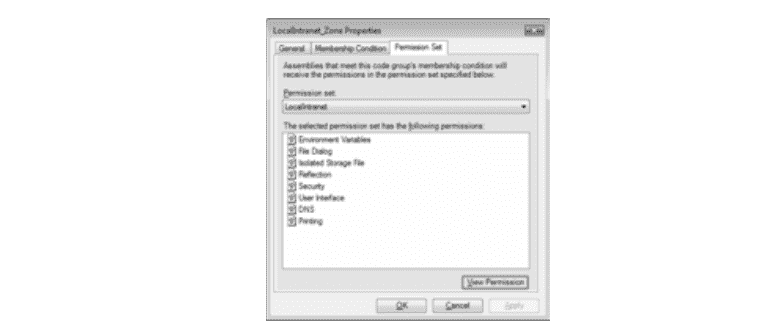 LocalIntranet_Zone Properties
General Membership Condition Permission Set
Assemblies that meet this code group's membership condition will
receive the permissions in the permission set specified below.
Permission set:
LocalIntranet
The selected permission set has the following permissions:
Environment Variables
File Dialog
Isolated Storage File
Reflection
Security
User Interface
DNS
Printing
View Permission
OK Cancel Apply